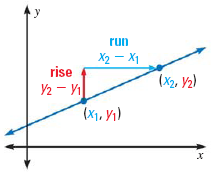 y
run
x₂ − x₁
rise
y₂ − y₁
(x₂, y₂)
(x₁, y₁)
x